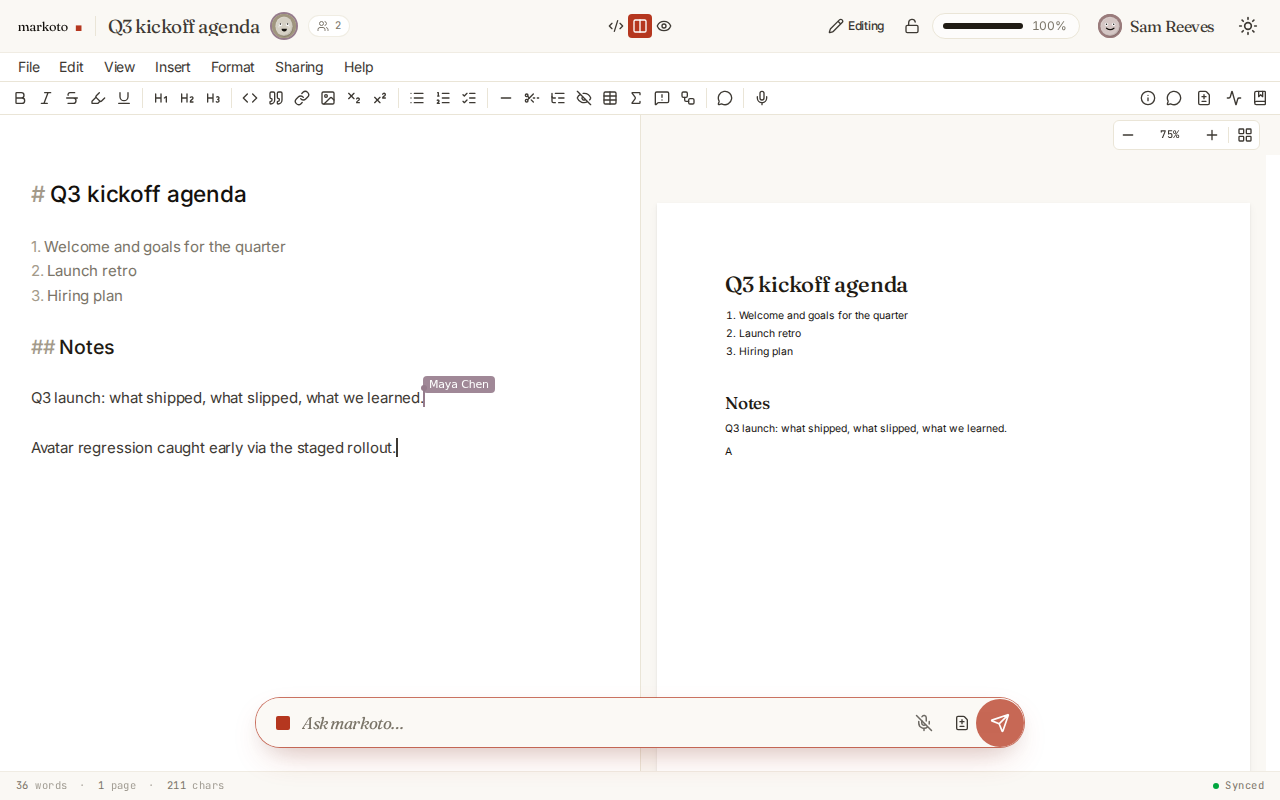 markoto
Q3 kickoff agenda
2
Editing
100%
Sam Reeves
File Edit View Insert Format Sharing Help
H1 H2 H3
75%
# Q3 kickoff agenda
1. Welcome and goals for the quarter
2. Launch retro
3. Hiring plan
## Notes
Maya Chen
Q3 launch: what shipped, what slipped, what we learned.
Avatar regression caught early via the staged rollout.
Q3 kickoff agenda
1. Welcome and goals for the quarter
2. Launch retro
3. Hiring plan
Notes
Q3 launch: what shipped, what slipped, what we learned.
A
Ask markoto...
36 words · 1 page · 211 chars
Synced